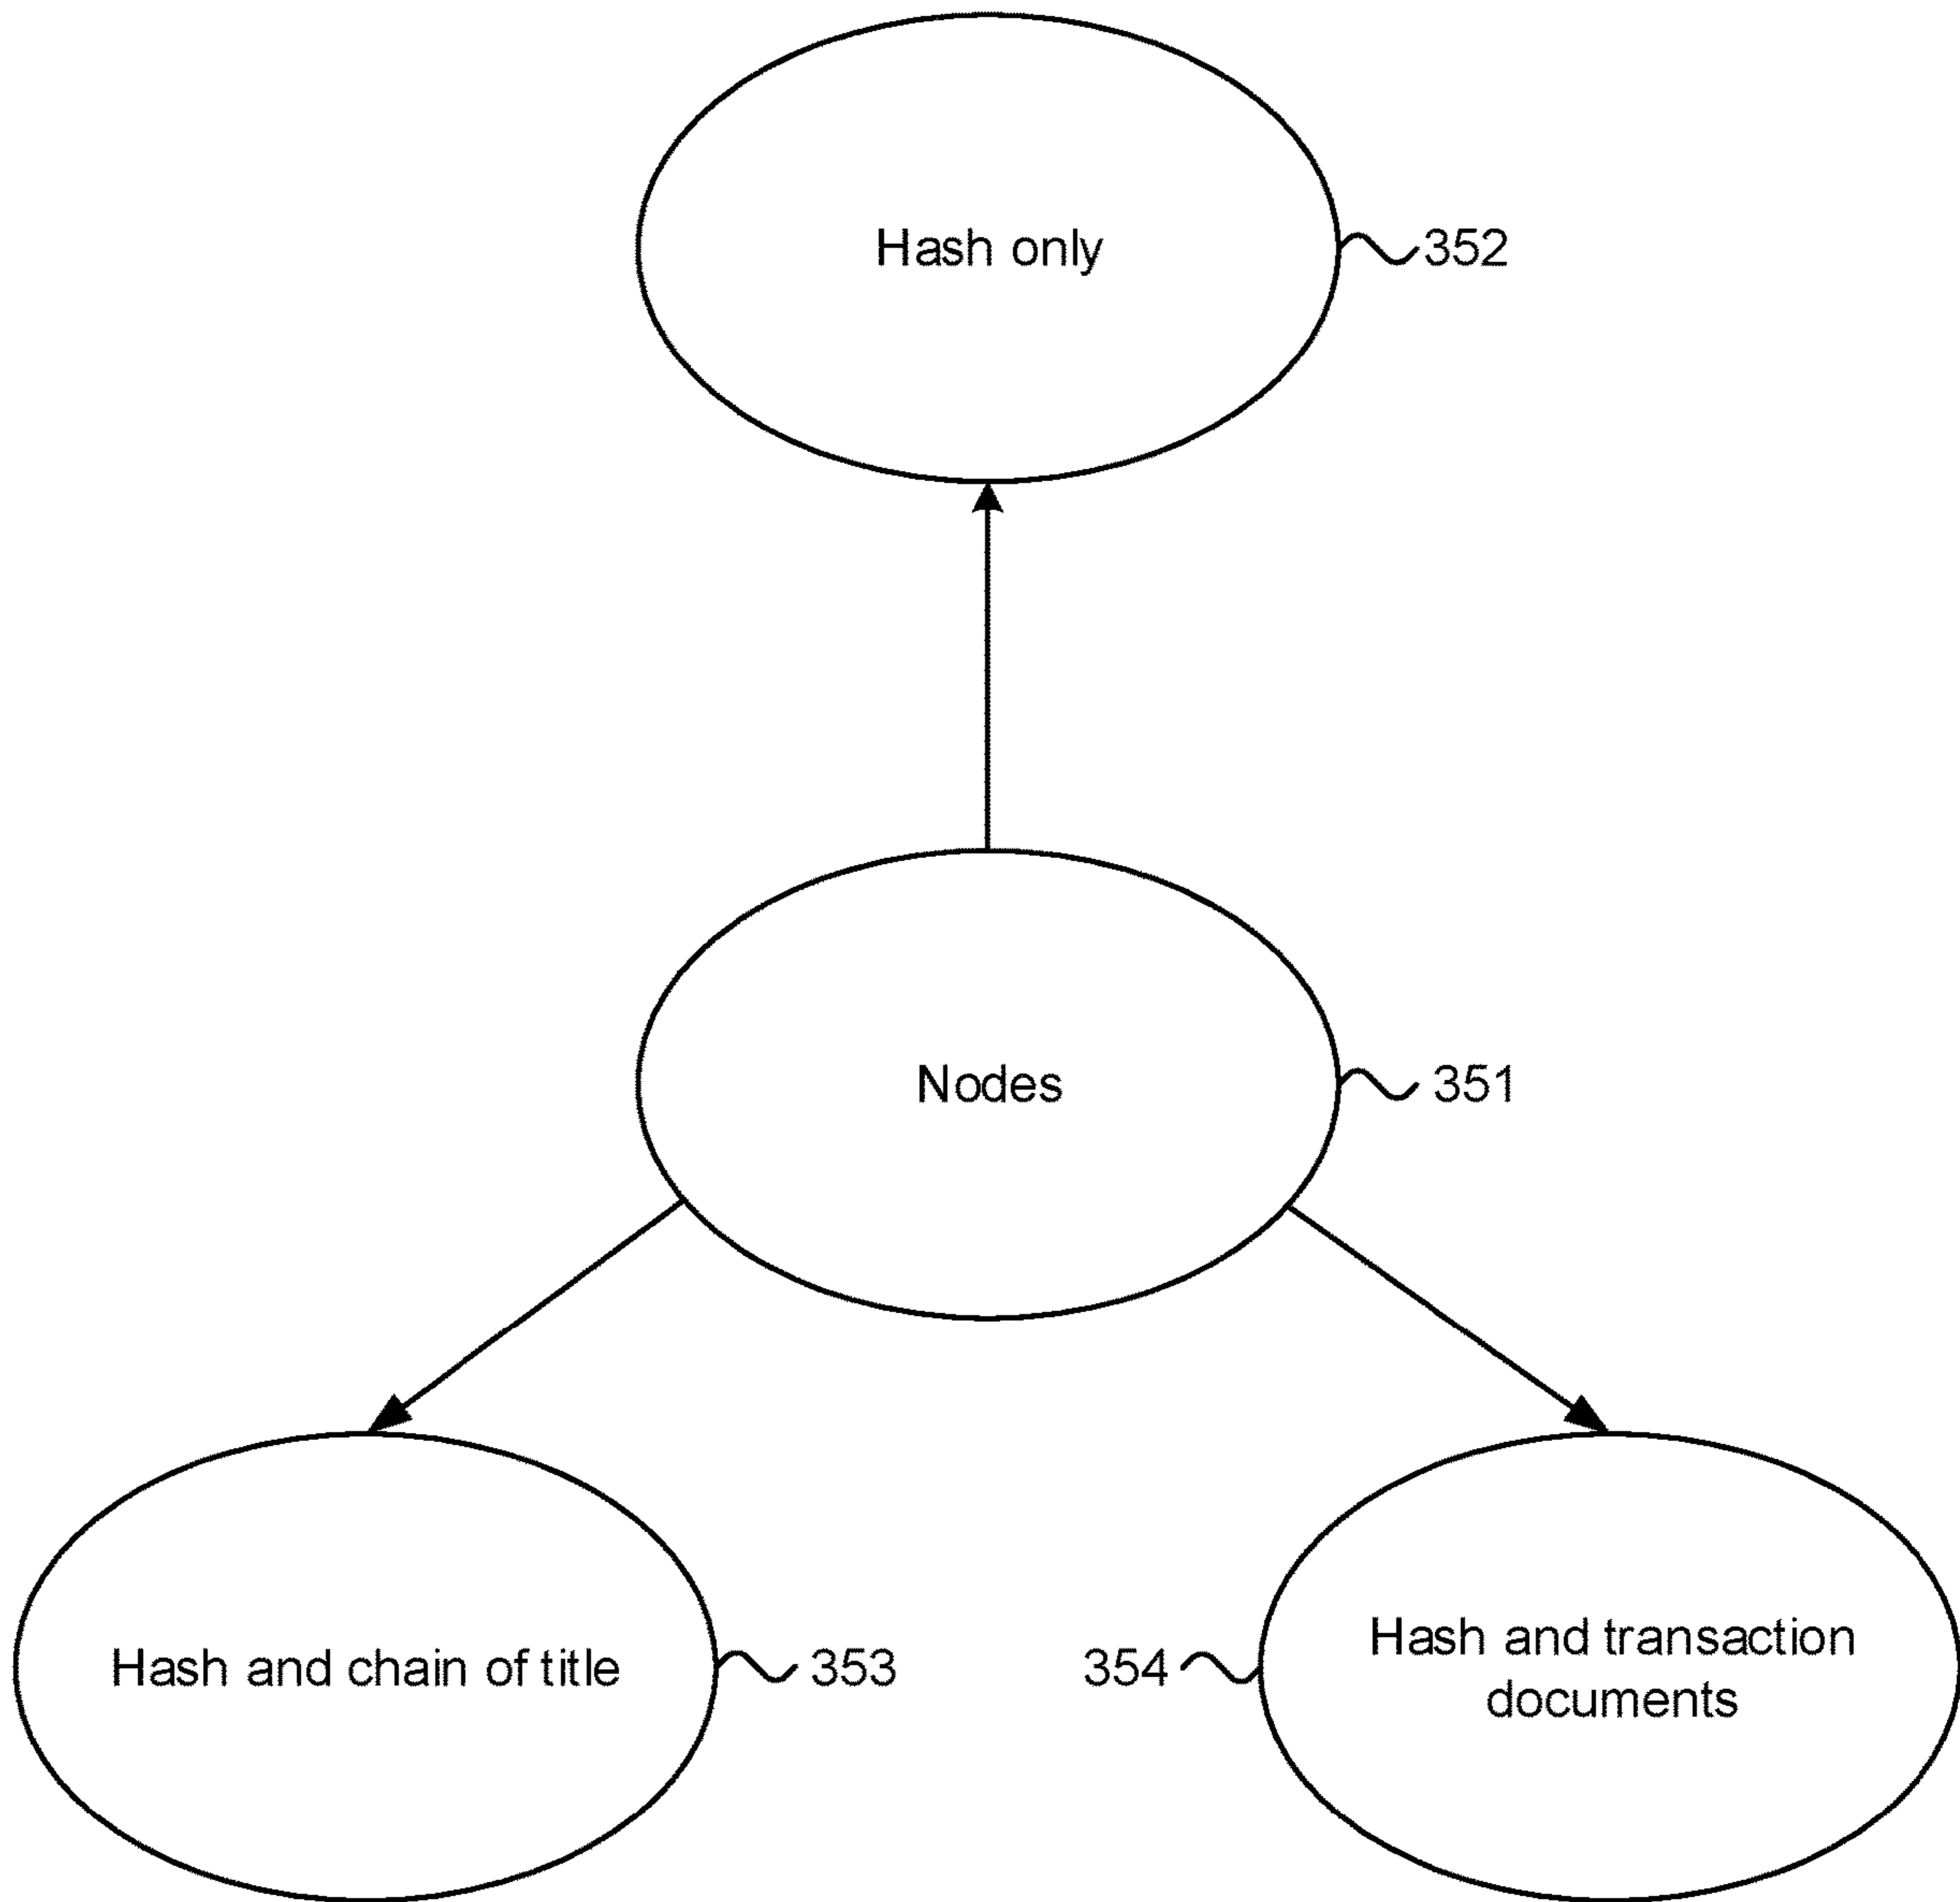 Hash only
352
Nodes
351
Hash and chain of title
353
354
Hash and transaction
documents